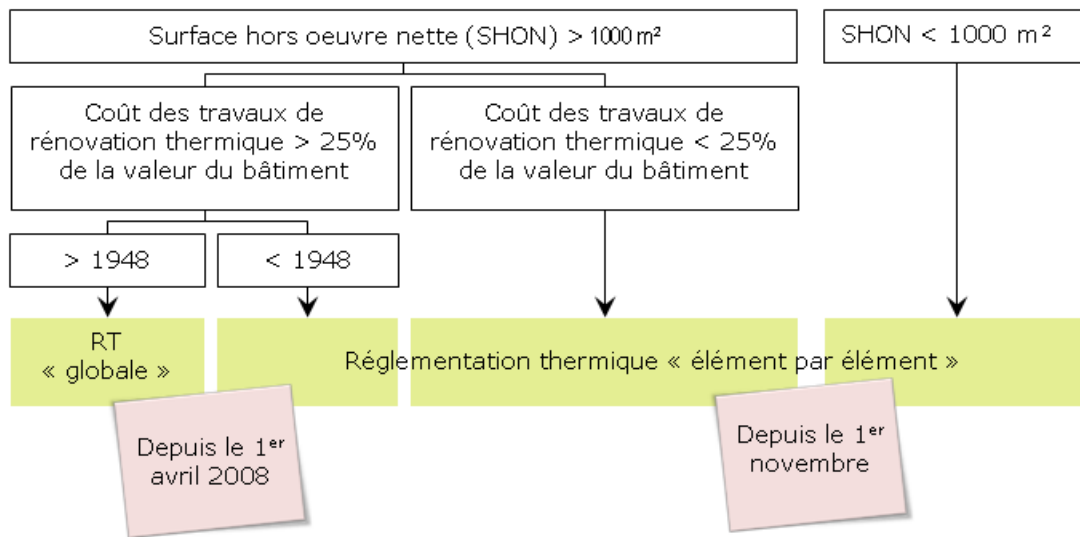 Surface hors oeuvre nette (SHON) > 1000 m²
SHON < 1000 m²
Coût des travaux de
rénovation thermique > 25%
de la valeur du bâtiment
Coût des travaux de
rénovation thermique < 25%
de la valeur du bâtiment
> 1948
< 1948
RT
« globale »
Réglementation thermique « élément par élément »
Depuis le 1er
avril 2008
Depuis le 1er
novembre